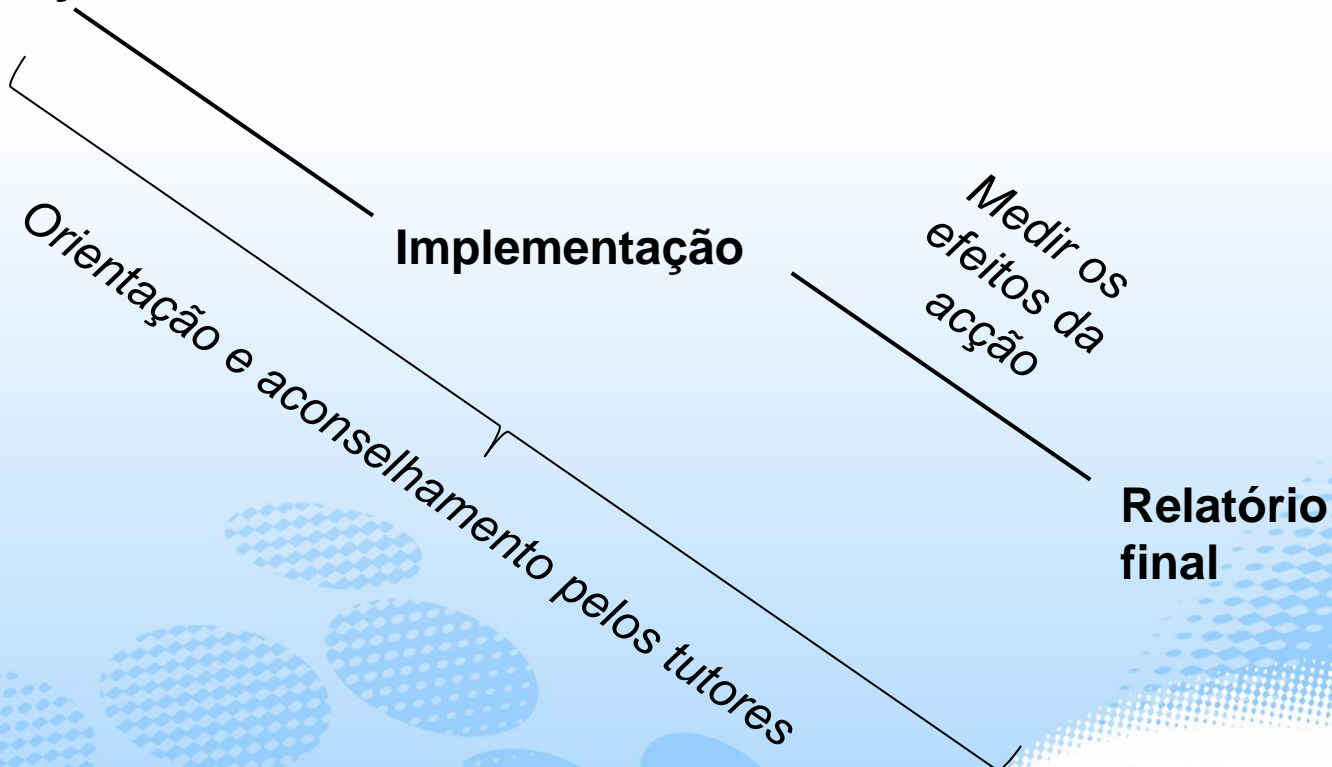 Implementação
Medir os
efeitos da
acção
Orientação e aconselhamento pelos tutores
Relatório
final